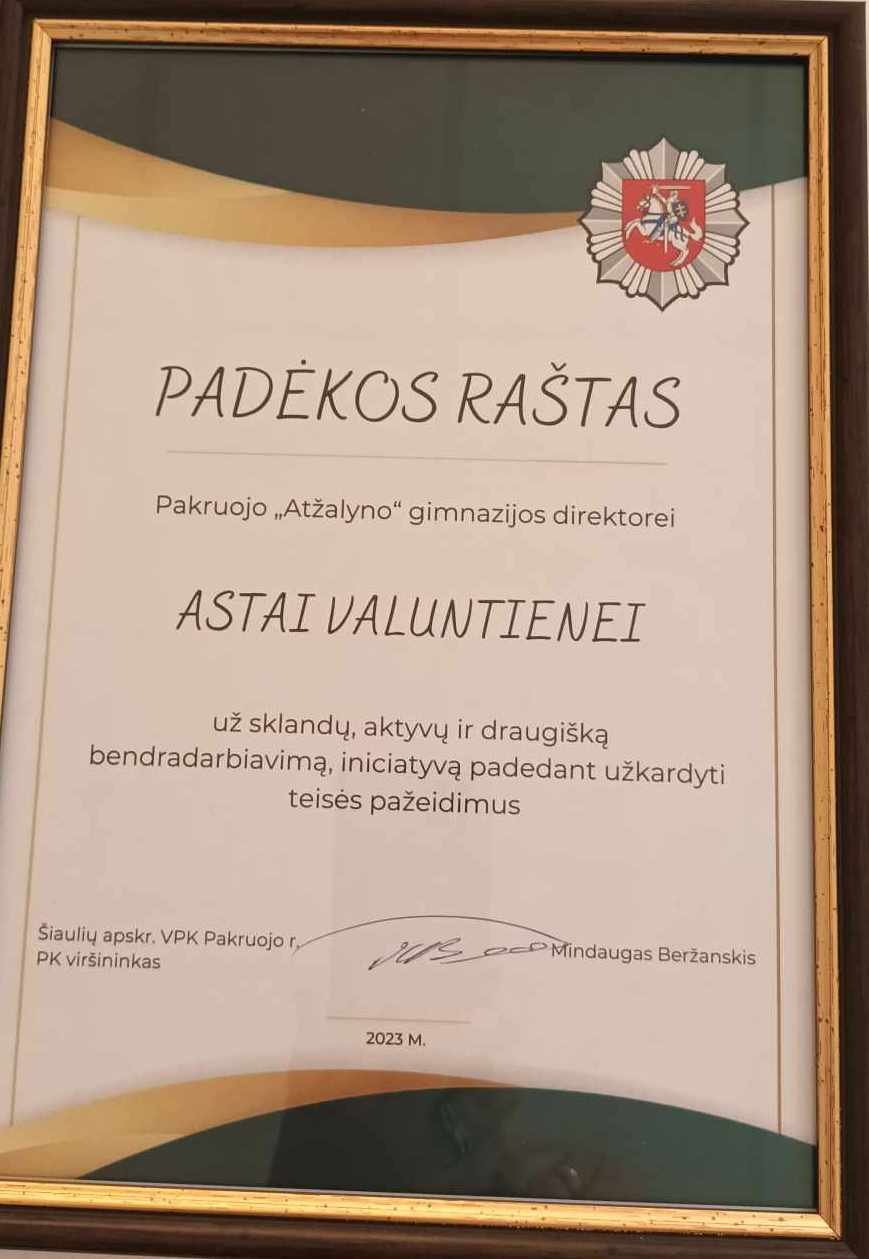 PADĖKOS RAŠTAS
Pakruojo „Atžalyno“ gimnazijos direktorei
ASTAI VALUNTIENEI
už sklandų, aktyvų ir draugišką
bendradarbiavimą, iniciatyvą padedant užkardyti
teisės pažeidimus
Šiaulių apskr. VPK Pakruojo r.
PK viršininkas
Mindaugas Beržanskis
2023 M.